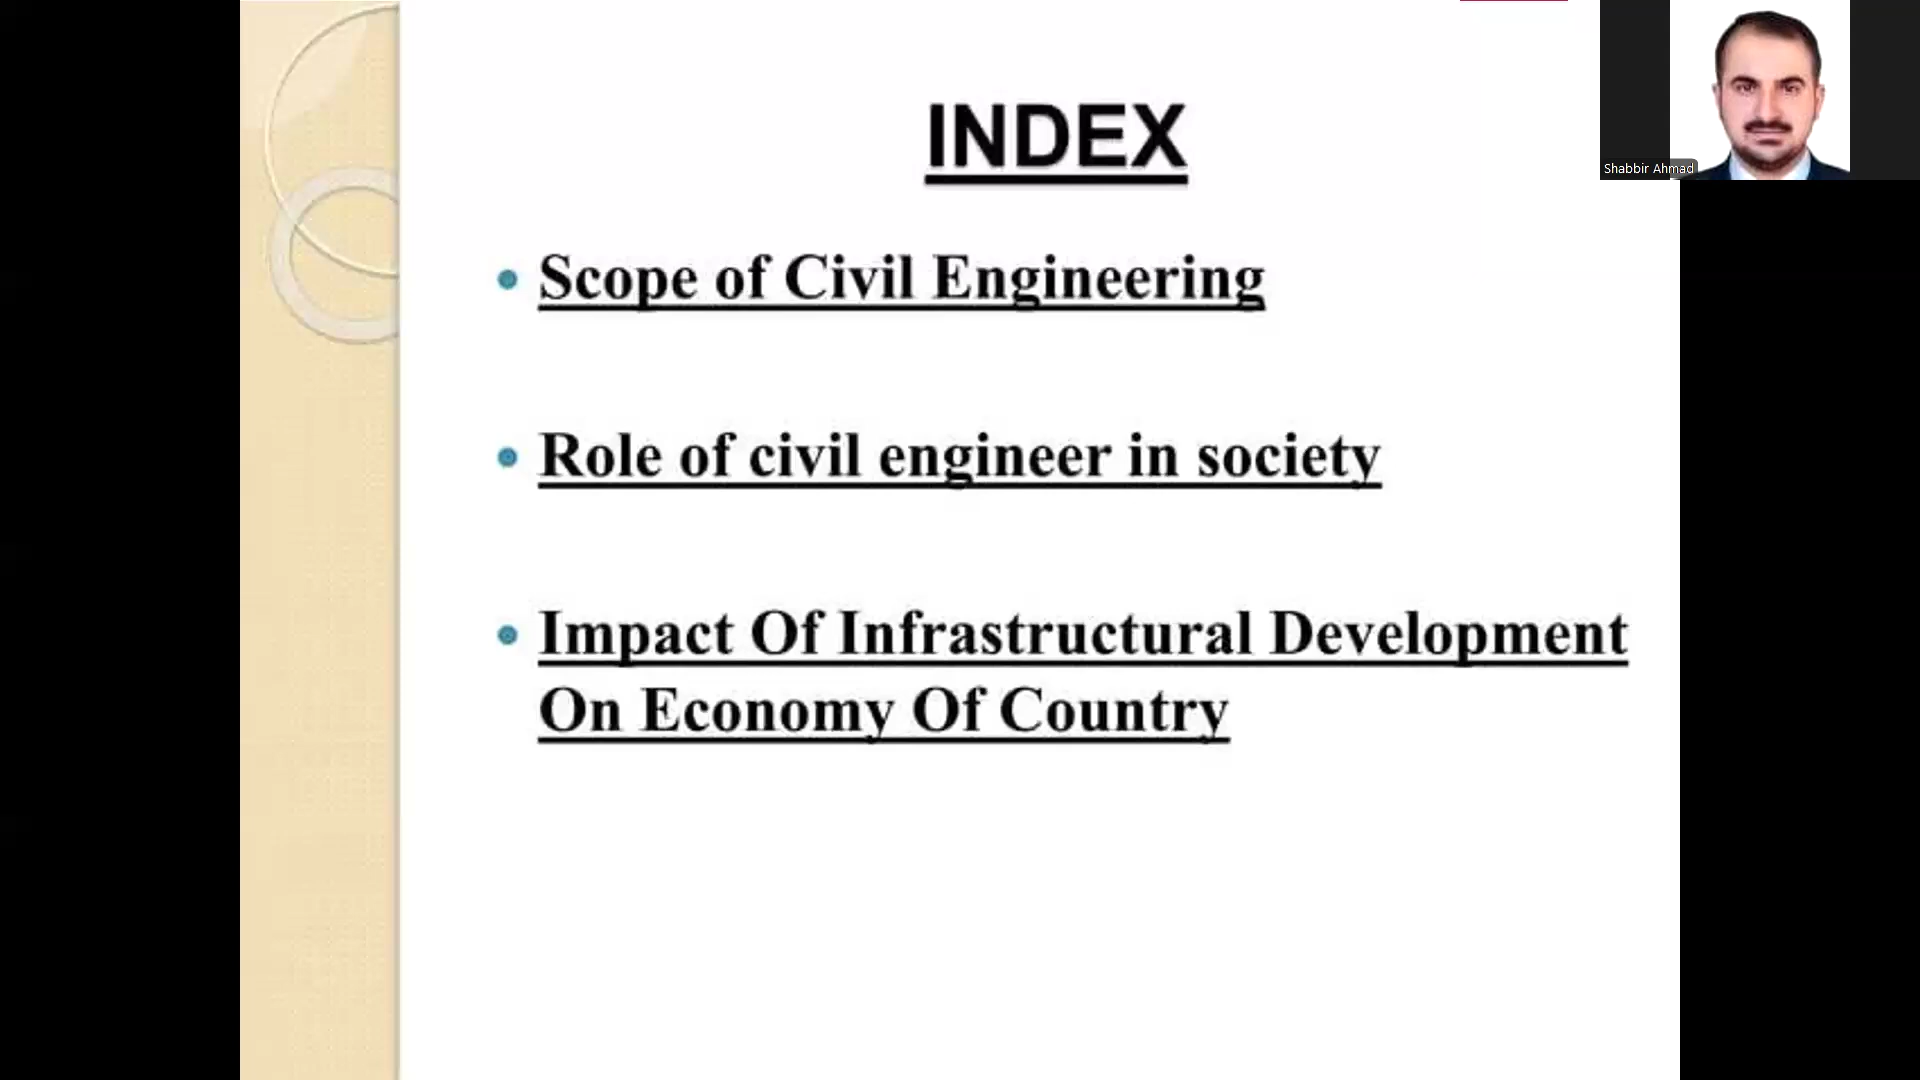 INDEX
Shabbir Ahmad
• Scope of Civil Engineering
• Role of civil engineer in society
• Impact Of Infrastructural Development
On Economy Of Country